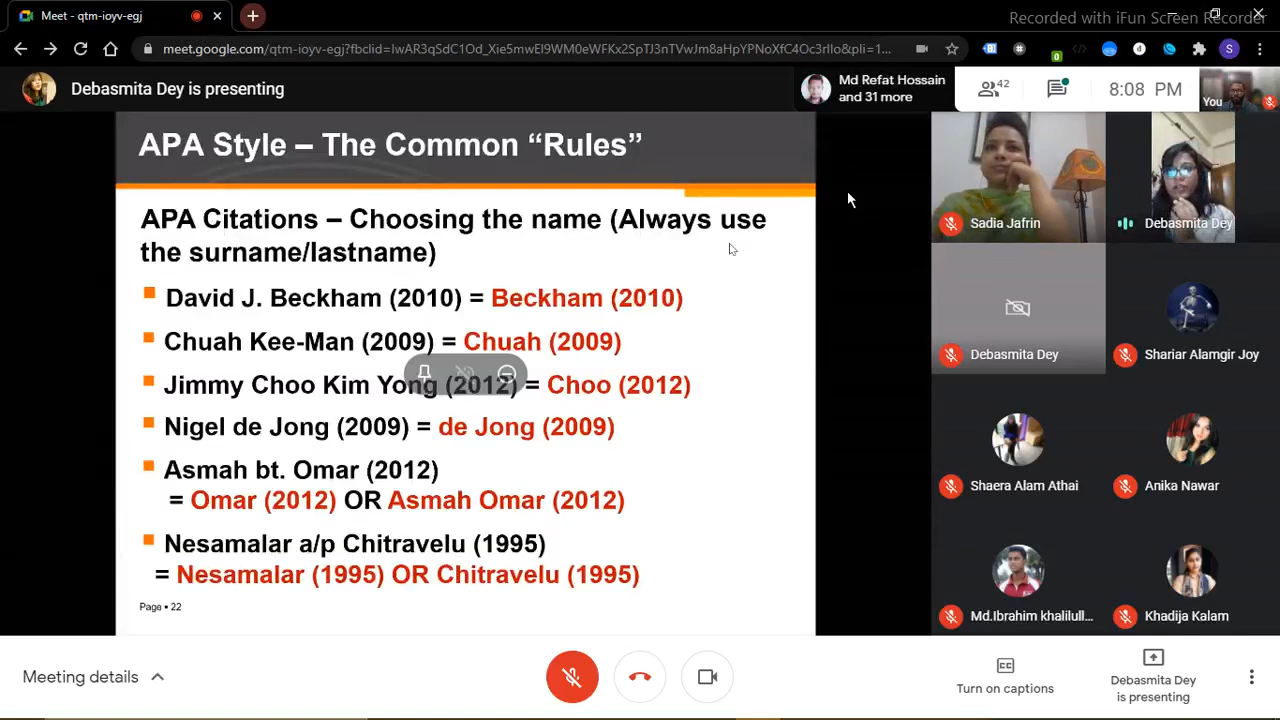 Meet - qtm-ioyv-egj
Recorded with iFun Screen Recorder
meet.google.com/qtm-ioyv-egj?fbclid=IwAR3qSdC1Od_Xie5mwEI9WM0eWFKx2SpTJ3nTVwJm8aHpYPNoXfC4Oc3rlIo&pli=1...
0
S
Debasmita Dey is presenting
Md Refat Hossain
and 31 more
42
8:08 PM
You
APA Style – The Common “Rules”
APA Citations – Choosing the name (Always use
the surname/lastname)
David J. Beckham (2010) = Beckham (2010)
Chuah Kee-Man (2009) = Chuah (2009)
Jimmy Choo Kim Yong (2012) = Choo (2012)
Nigel de Jong (2009) = de Jong (2009)
Asmah bt. Omar (2012)
= Omar (2012) OR Asmah Omar (2012)
Nesamalar a/p Chitravelu (1995)
= Nesamalar (1995) OR Chitravelu (1995)
Page ▪ 22
Sadia Jafrin
Debasmita Dey
Debasmita Dey
Shariar Alamgir Joy
Shaera Alam Athai
Anika Nawar
Md.Ibrahim khalilull...
Khadija Kalam
Meeting details
Turn on captions
Debasmita Dey
is presenting